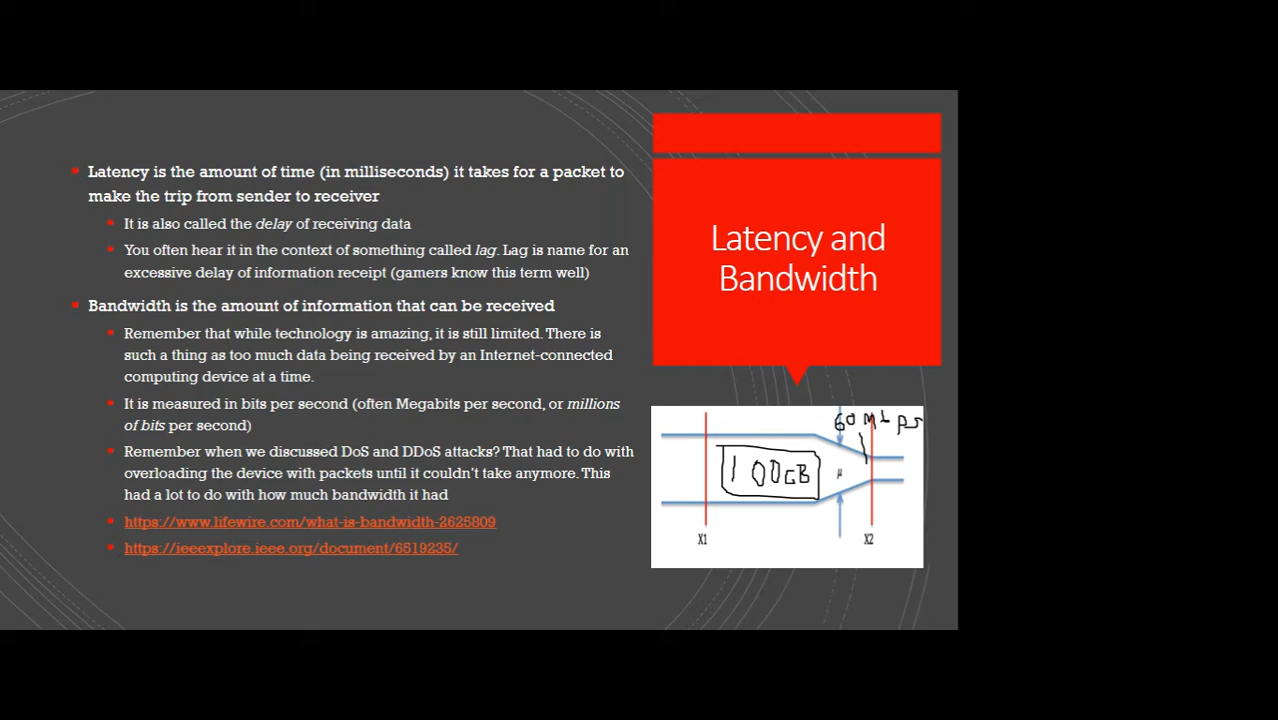 Latency is the amount of time (in milliseconds) it takes for a packet to
make the trip from sender to receiver
It is also called the delay of receiving data
You often hear it in the context of something called lag. Lag is name for an
excessive delay of information receipt (gamers know this term well)
Bandwidth is the amount of information that can be received
Remember that while technology is amazing, it is still limited. There is
such a thing as too much data being received by an Internet-connected
computing device at a time.
It is measured in bits per second (often Megabits per second, or millions
of bits per second)
Remember when we discussed DoS and DDoS attacks? That had to do with
overloading the device with packets until it couldn't take anymore. This
had a lot to do with how much bandwidth it had
https://www.lifewire.com/what-is-bandwidth-2625809
https://ieeexplore.ieee.org/document/6519235/
Latency and
Bandwidth
100GB
μ
X1
X2